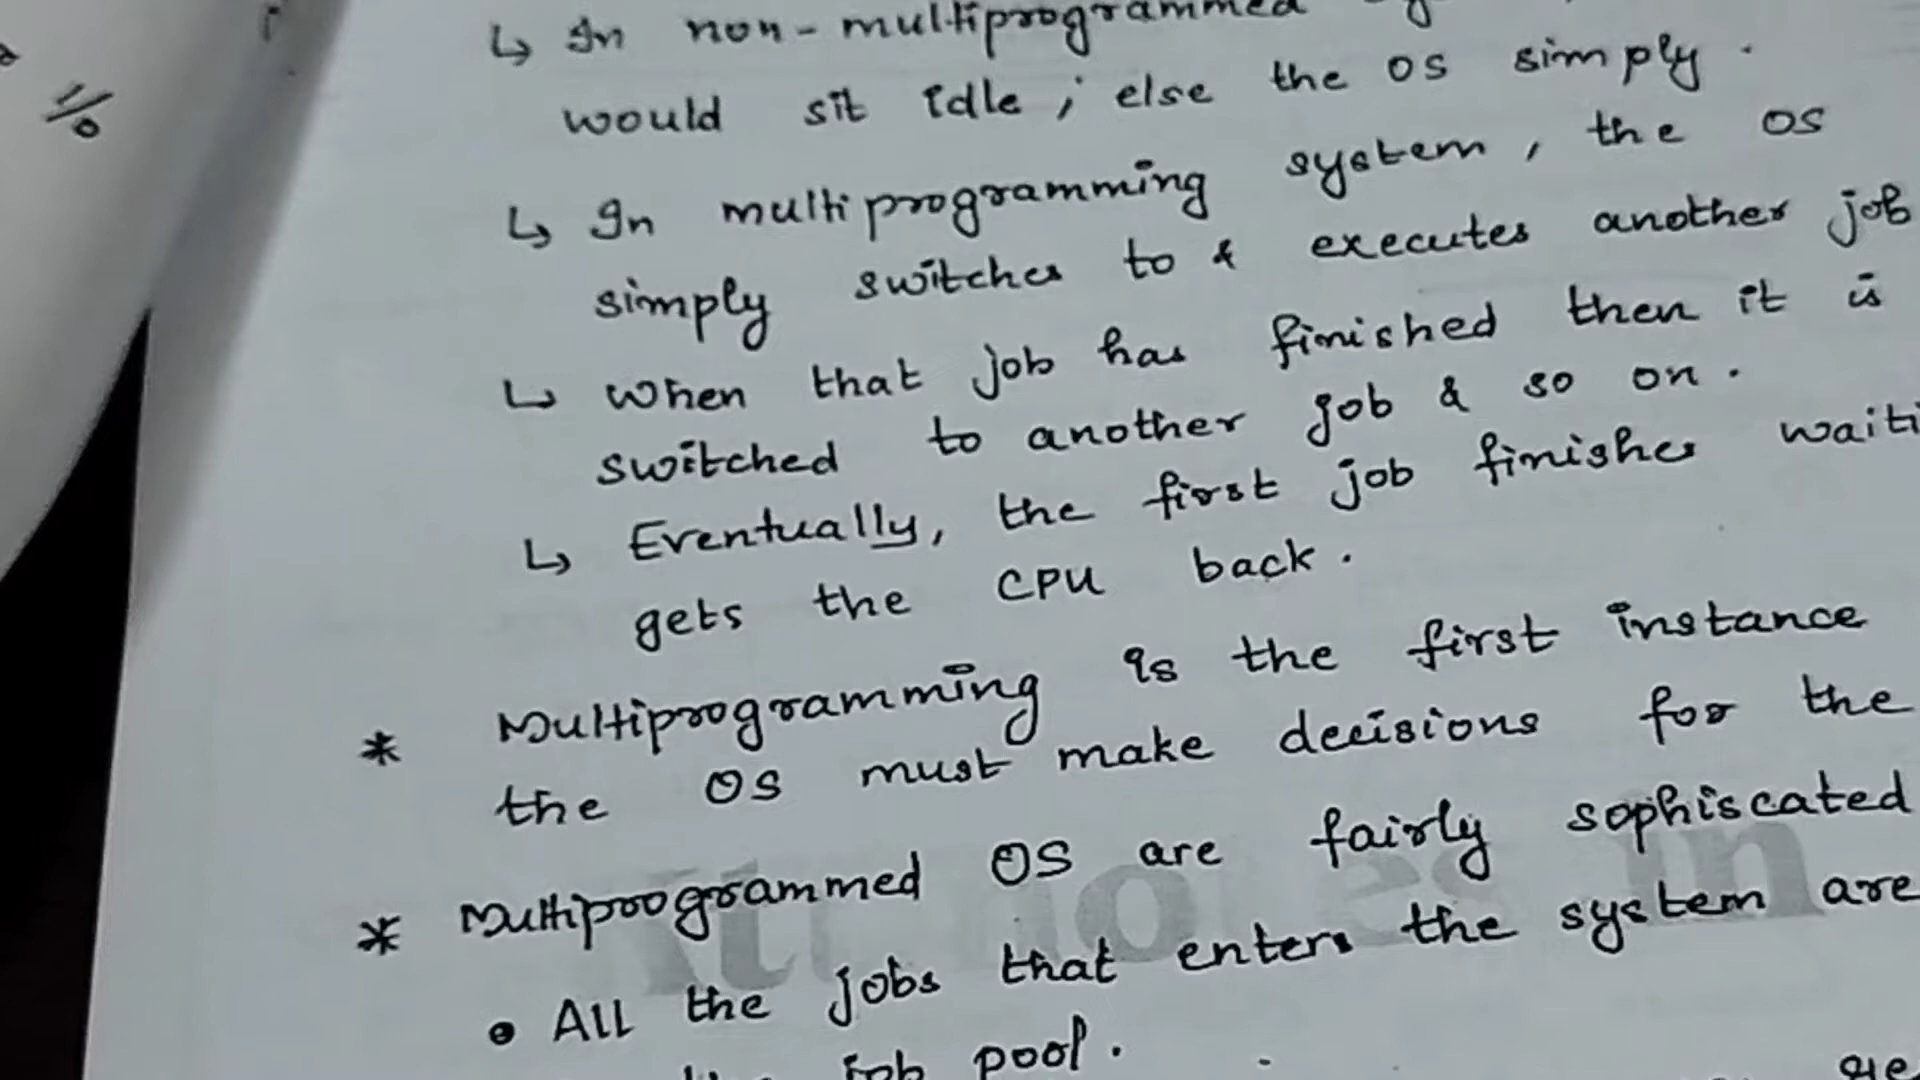 ↳ In non-multiprogrammed
would sit idle; else the OS simply.
↳ In multiprogramming system, the OS
simply switches to & executes another job
↳ When that job has finished then it is
switched to another job & so on.
↳ Eventually, the first job finishes waiti
gets the CPU back.
* Multiprogramming is the first instance
the OS must make decisions for the
* Multiprogrammed OS are fairly sophiscated
• All the jobs that enters the system are
job pool.